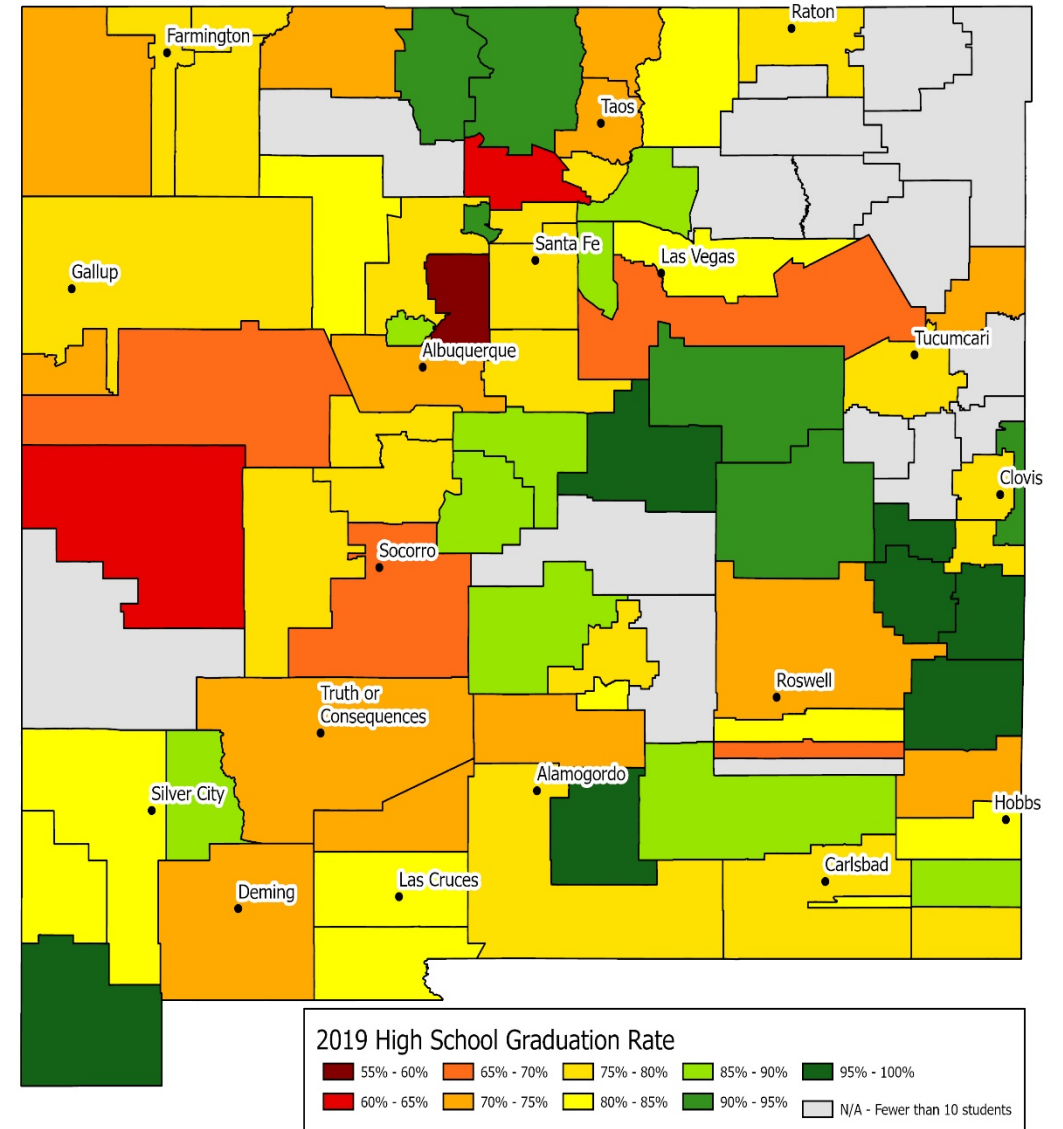 Raton
Farmington
Taos
Santa Fe
Las Vegas
Gallup
Tucumcari
Albuquerque
Clovis
Socorro
Roswell
Truth or
Consequences
Alamogordo
Silver City
Hobbs
Carlsbad
Las Cruces
Deming
2019 High School Graduation Rate
55% - 60% 65% - 70% 75% - 80% 85% - 90% 95% - 100%
60% - 65% 70% - 75% 80% - 85% 90% - 95% N/A - Fewer than 10 students